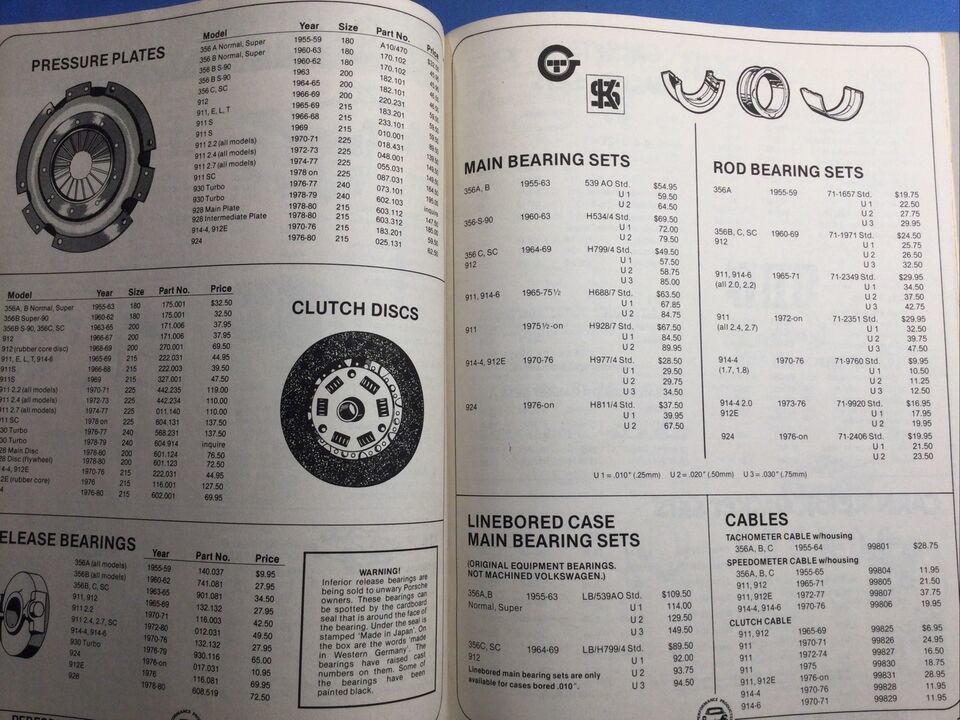 PRESSURE PLATES
Model Year Size Part No. Price
356 A Normal, Super 1955-59 180 A10/470
356 B Normal, Super 1960-63 180 170.102
356 B S-90 1960-62 180 170.102
356 B S-90 1963 200 182.101
356 C, SC 1964-65 200 182.101
912 1966-69 200 220.231
911, E, L, T 1965-69 215 183.201
911 S 1966-68 215 233.101
911 S 1969 215 010.001
911 2.2 (all models) 1970-71 225 018.431
911 2.4 (all models) 1972-73 225 048.001
911 2.7 (all models) 1974-77 225 055.031
911 SC 1978 on 225 087.031
930 Turbo 1976-77 240 073.101
930 Turbo 1978-79 240 602.103 inquire
928 Main Plate 1978-80 215 603.112 147.50
928 Intermediate Plate 1978-80 215 603.312 185.00
914-4, 912E 1970-76 215 183.201 59.50
924 1976-80 215 025.131 62.50
CLUTCH DISCS
Model Year Size Part No. Price
356A, B Normal, Super 1955-63 180 175.001 $32.50
356B Super-90 1960-62 180 175.001 32.50
356B S-90, 356C, SC 1963-65 200 171.006 37.95
912 1966-67 200 171.006 37.95
912 (rubber core disc) 1968-69 200 270.001 69.50
911, E, L, T, 914-6 1965-69 215 222.031 44.95
911S 1966-68 215 222.003 39.50
911S 1969 215 327.001 47.50
911 2.2 (all models) 1970-71 225 442.235 119.00
911 2.4 (all models) 1972-73 225 442.234 110.00
911 2.7 (all models) 1974-77 225 011.140 110.00
911 SC 1978 on 225 604.131 137.50
930 Turbo 1976-77 240 568.231 137.50
930 Turbo 1978-79 240 604.914 inquire
28 Main Disc 1978-80 200 601.124 76.50
28 Disc (flywheel) 1978-80 200 601.123 72.50
14-4, 912E 1970-76 215 222.031 44.95
2E (rubber core) 1976 215 116.001 127.50
4 1976-80 215 602.001 69.95
ELEASE BEARINGS
Year Part No. Price
356A (all models) 1955-59 140.037 $9.95
356B (all models) 1960-62 741.081 27.95
356B, C, SC 1963-65 901.081 34.50
911, 912 1965-69 132.132 27.95
911 2.2 1970-71 116.003 42.50
911 2.4, 2.7, SC 1972-80 012.031 49.50
914-4, 914-6 1970-76 132.132 27.95
930 Turbo 1976-79 930.116 65.00
924 1976-on 017.031 10.95
912E 1976 116.081 69.95
928 1978-80 608.519 72.50
WARNING!
Inferior release bearings are
being sold to unwary Porsche
owners. These bearings can
be spotted by the cardboard
seal that is around the face of
the bearing. Under the seal is
stamped 'Made in Japan'. On
the box are the words 'made
in Western Germany'. The
bearings have raised cast
numbers on them. Some of
the bearings have been
painted black.
MAIN BEARING SETS
356A, B 1955-63 539 AO Std. $54.95
U 1 59.50
U 2 64.50
356-S-90 1960-63 H534/4 Std. $69.50
U 1 72.00
U 2 79.50
356 C, SC 1964-69 H799/4 Std. $49.50
912 U 1 57.50
U 2 58.75
U 3 85.00
911, 914-6 1965-75½ H688/7 Std. $63.50
U 1 67.85
U 2 84.75
911 1975½-on H928/7 Std. $67.50
U 1 84.50
U 2 89.95
914-4, 912E 1970-76 H977/4 Std. $28.50
U 1 29.50
U 2 29.75
U 3 34.50
924 1976-on H811/4 Std. $37.50
U 1 39.95
U 2 67.50
ROD BEARING SETS
356A 1955-59 71-1657 Std. $19.75
U 1 22.50
U 2 27.75
U 3 29.95
356B, C, SC 1960-69 71-1971 Std. $24.50
912 U 1 25.75
U 2 26.50
U 3 32.50
911, 914-6 1965-71 71-2349 Std. $29.95
(all 2.0, 2.2) U 1 34.50
U 2 37.50
U 3 42.75
911 1972-on 71-2351 Std. $29.95
(all 2.4, 2.7) U 1 32.50
U 2 39.75
U 3 47.50
914-4 1970-76 71-9760 Std. $9.95
(1.7, 1.8) U 1 10.50
U 2 11.25
U 3 12.50
914-4 2.0 1973-76 71-9920 Std. $16.95
912E U 1 17.95
U 2 19.95
924 1976-on 71-2406 Std. $19.95
U 1 21.50
U 2 23.50
U 1 = .010" (.25mm) U 2 = .020" (.50mm) U 3 = .030" (.75mm)
LINEBORED CASE
MAIN BEARING SETS
(ORIGINAL EQUIPMENT BEARINGS.
NOT MACHINED VOLKSWAGEN.)
356A,B 1955-63 LB/539AO Std. $109.50
Normal, Super U 1 114.00
U 2 129.50
U 3 149.50
356C, SC 1964-69 LB/H799/4 Std. $89.50
912 U 1 92.00
U 2 93.75
U 3 94.50
Linebored main bearing sets are only
available for cases bored .010".
CABLES
TACHOMETER CABLE w/housing
356A, B, C 1955-64 99801 $28.75
SPEEDOMETER CABLE w/housing
356A, B, C 1955-65 99804 11.95
911, 912 1965-71 99805 21.50
911, 912E 1972-77 99807 37.75
914-4, 914-6 1970-76 99806 19.95
CLUTCH CABLE
911, 912 1965-69 99825 $6.95
911 1970-71 99826 24.95
911 1972-74 99827 16.50
911 1975 99830 18.75
911, 912E 1976-on 99831 28.95
914-4 1970-71 99828 11.95
914-6 1970-76 99829 11.95